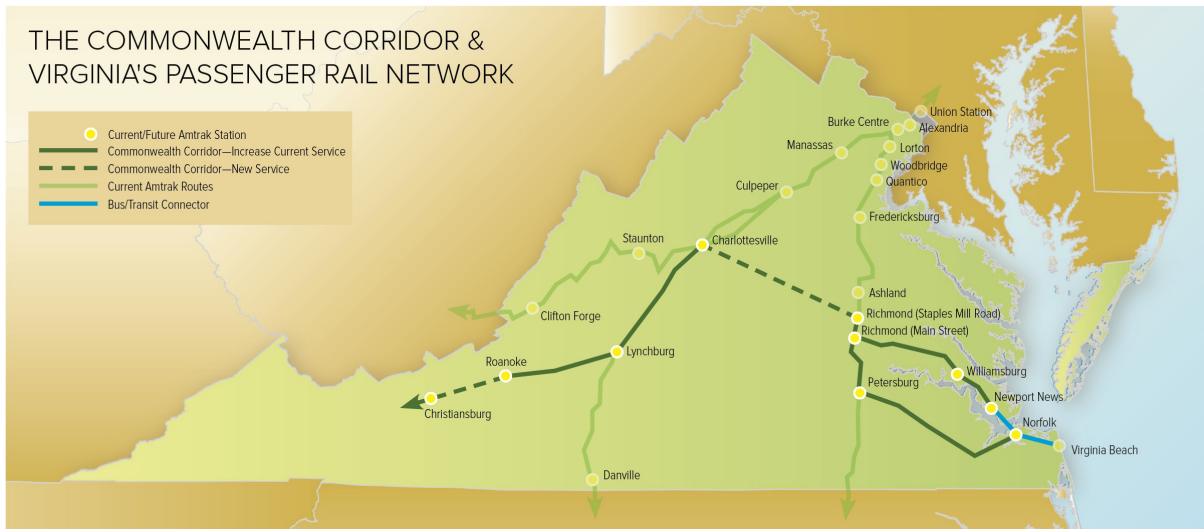 THE COMMONWEALTH CORRIDOR &
VIRGINIA'S PASSENGER RAIL NETWORK
Current/Future Amtrak Station
Commonwealth Corridor—Increase Current Service
Commonwealth Corridor—New Service
Current Amtrak Routes
Bus/Transit Connector
Union Station
Burke Centre
Alexandria
Manassas
Lorton
Woodbridge
Quantico
Culpeper
Fredericksburg
Staunton
Charlottesville
Ashland
Clifton Forge
Richmond (Staples Mill Road)
Richmond (Main Street)
Lynchburg
Roanoke
Williamsburg
Petersburg
Newport News
Christiansburg
Norfolk
Virginia Beach
Danville